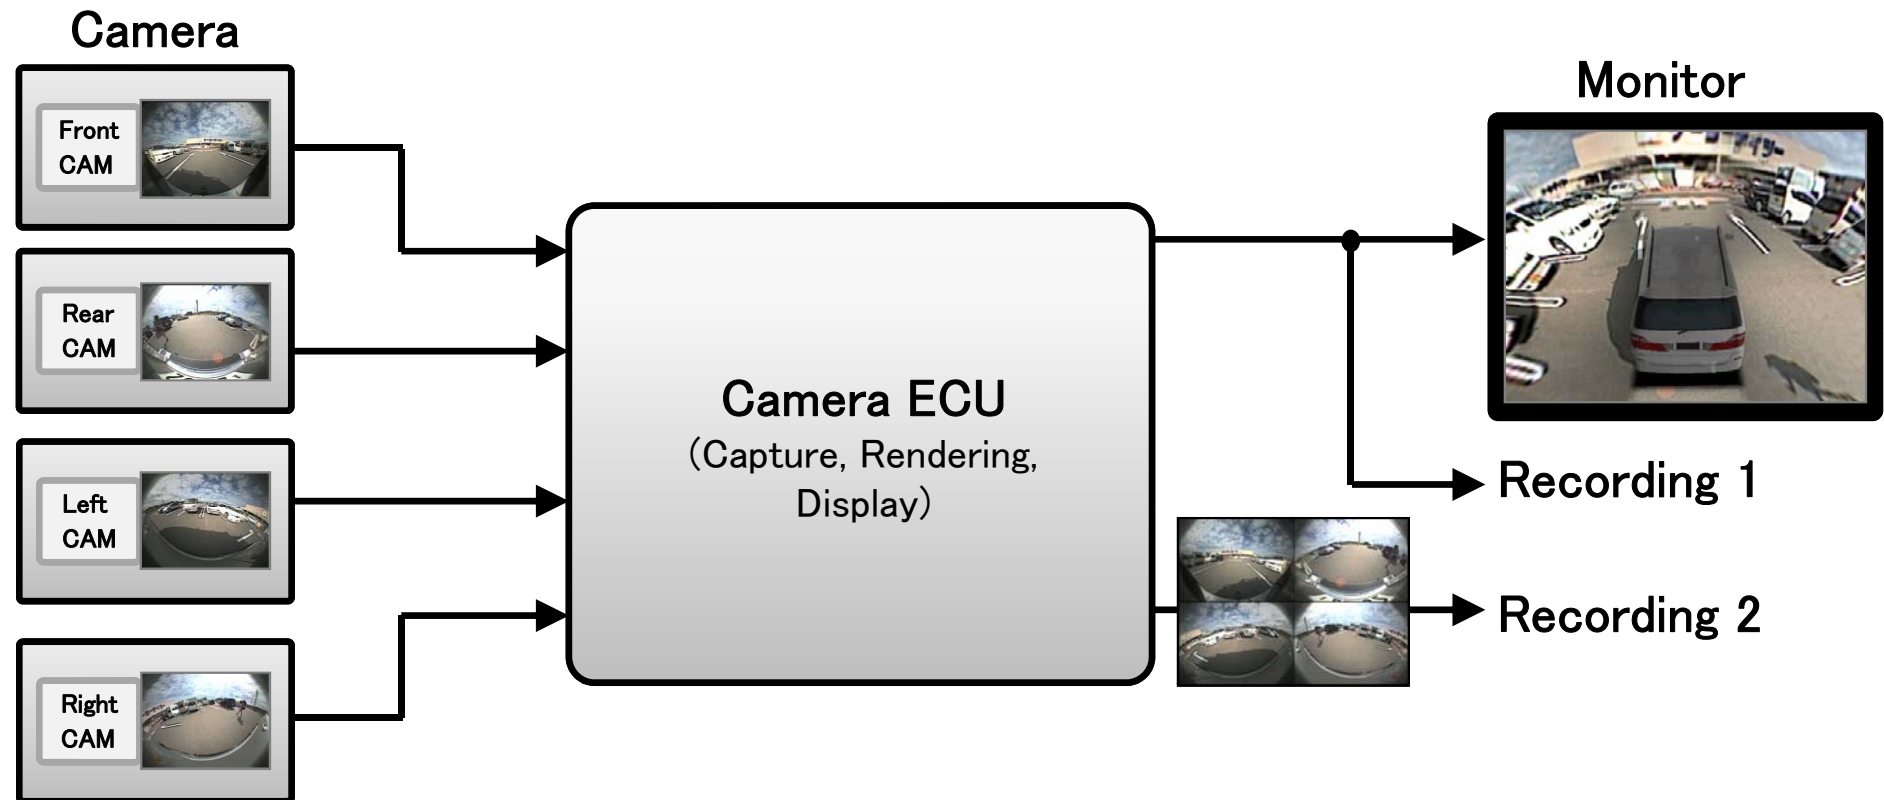 Camera
Front
CAM
Rear
CAM
Left
CAM
Right
CAM
Camera ECU
(Capture, Rendering,
Display)
Monitor
Recording 1
Recording 2